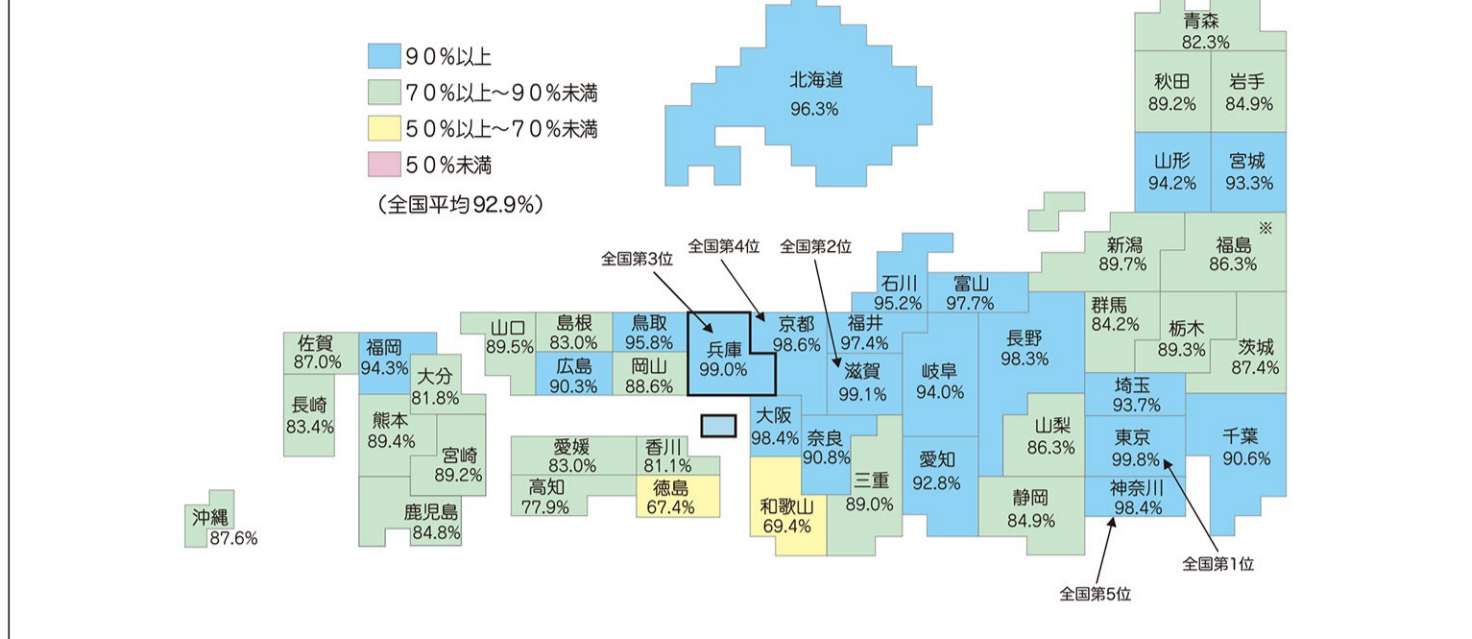 ９０％以上
７０％以上～９０％未満
５０％以上～７０％未満
５０％未満
（全国平均92.9%）
北海道
96.3%
青森
82.3%
秋田
89.2%
岩手
84.9%
山形
94.2%
宮城
93.3%
新潟
89.7%
※
福島
86.3%
全国第3位
全国第4位
全国第2位
石川
95.2%
富山
97.7%
群馬
84.2%
栃木
89.3%
茨城
87.4%
長野
98.3%
山口
89.5%
島根
83.0%
鳥取
95.8%
兵庫
99.0%
京都
98.6%
福井
97.4%
広島
90.3%
岡山
88.6%
滋賀
99.1%
岐阜
94.0%
埼玉
93.7%
佐賀
87.0%
福岡
94.3%
大分
81.8%
長崎
83.4%
熊本
89.4%
宮崎
89.2%
大阪
98.4%
奈良
90.8%
愛知
92.8%
山梨
86.3%
東京
99.8%
千葉
90.6%
愛媛
83.0%
香川
81.1%
高知
77.9%
徳島
67.4%
和歌山
69.4%
三重
89.0%
静岡
84.9%
神奈川
98.4%
鹿児島
84.8%
沖縄
87.6%
全国第1位
全国第5位